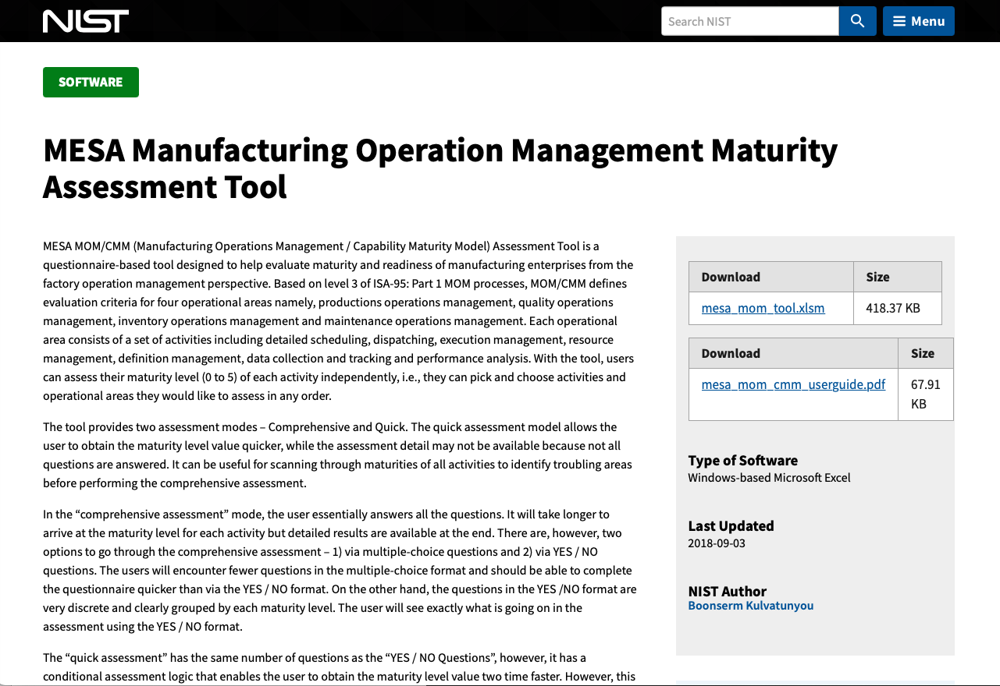 NIST
Search NIST
Menu
SOFTWARE
MESA Manufacturing Operation Management Maturity
Assessment Tool
MESA MOM/CMM (Manufacturing Operations Management / Capability Maturity Model) Assessment Tool is a
questionnaire-based tool designed to help evaluate maturity and readiness of manufacturing enterprises from the
factory operation management perspective. Based on level 3 of ISA-95: Part 1 MOM processes, MOM/CMM defines
evaluation criteria for four operational areas namely, productions operations management, quality operations
management, inventory operations management and maintenance operations management. Each operational
area consists of a set of activities including detailed scheduling, dispatching, execution management, resource
management, definition management, data collection and tracking and performance analysis. With the tool, users
can assess their maturity level (0 to 5) of each activity independently, i.e., they can pick and choose activities and
operational areas they would like to assess in any order.
The tool provides two assessment modes – Comprehensive and Quick. The quick assessment model allows the
user to obtain the maturity level value quicker, while the assessment detail may not be available because not all
questions are answered. It can be useful for scanning through maturities of all activities to identify troubling areas
before performing the comprehensive assessment.
In the “comprehensive assessment” mode, the user essentially answers all the questions. It will take longer to
arrive at the maturity level for each activity but detailed results are available at the end. There are, however, two
options to go through the comprehensive assessment – 1) via multiple-choice questions and 2) via YES / NO
questions. The users will encounter fewer questions in the multiple-choice format and should be able to complete
the questionnaire quicker than via the YES / NO format. On the other hand, the questions in the YES /NO format are
very discrete and clearly grouped by each maturity level. The user will see exactly what is going on in the
assessment using the YES / NO format.
The “quick assessment” has the same number of questions as the “YES / NO Questions”, however, it has a
conditional assessment logic that enables the user to obtain the maturity level value two time faster. However, this
Download Size
mesa_mom_tool.xlsm 418.37 KB
Download Size
mesa_mom_cmm_userguide.pdf 67.91
KB
Type of Software
Windows-based Microsoft Excel
Last Updated
2018-09-03
NIST Author
Boonserm Kulvatunyou